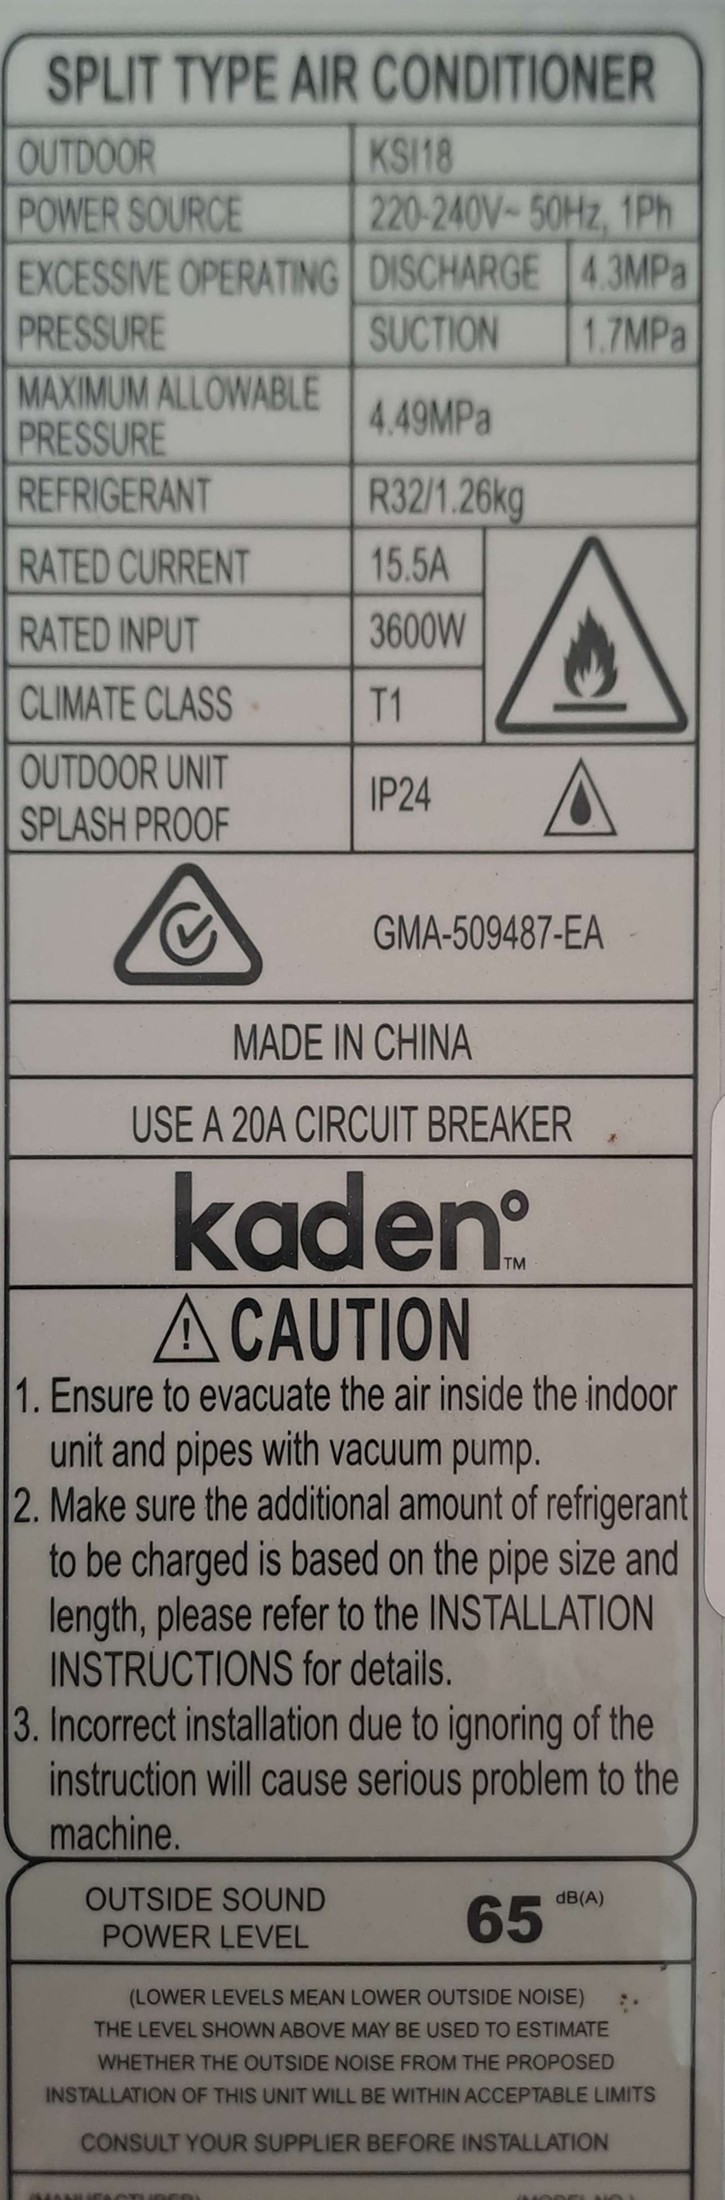 SPLIT TYPE AIR CONDITIONER
OUTDOOR KSI18
POWER SOURCE 220-240V~ 50Hz, 1Ph
EXCESSIVE OPERATING PRESSURE DISCHARGE 4.3MPa
SUCTION 1.7MPa
MAXIMUM ALLOWABLE PRESSURE 4.49MPa
REFRIGERANT R32/1.26kg
RATED CURRENT 15.5A
RATED INPUT 3600W
CLIMATE CLASS T1
OUTDOOR UNIT
SPLASH PROOF IP24
GMA-509487-EA
MADE IN CHINA
USE A 20A CIRCUIT BREAKER
kaden° TM
CAUTION
1. Ensure to evacuate the air inside the indoor
unit and pipes with vacuum pump.
2. Make sure the additional amount of refrigerant
to be charged is based on the pipe size and
length, please refer to the INSTALLATION
INSTRUCTIONS for details.
3. Incorrect installation due to ignoring of the
instruction will cause serious problem to the
machine.
OUTSIDE SOUND
POWER LEVEL 65 dB(A)
(LOWER LEVELS MEAN LOWER OUTSIDE NOISE)
THE LEVEL SHOWN ABOVE MAY BE USED TO ESTIMATE
WHETHER THE OUTSIDE NOISE FROM THE PROPOSED
INSTALLATION OF THIS UNIT WILL BE WITHIN ACCEPTABLE LIMITS
CONSULT YOUR SUPPLIER BEFORE INSTALLATION
(MANUFACTURER) (MODEL NO.)